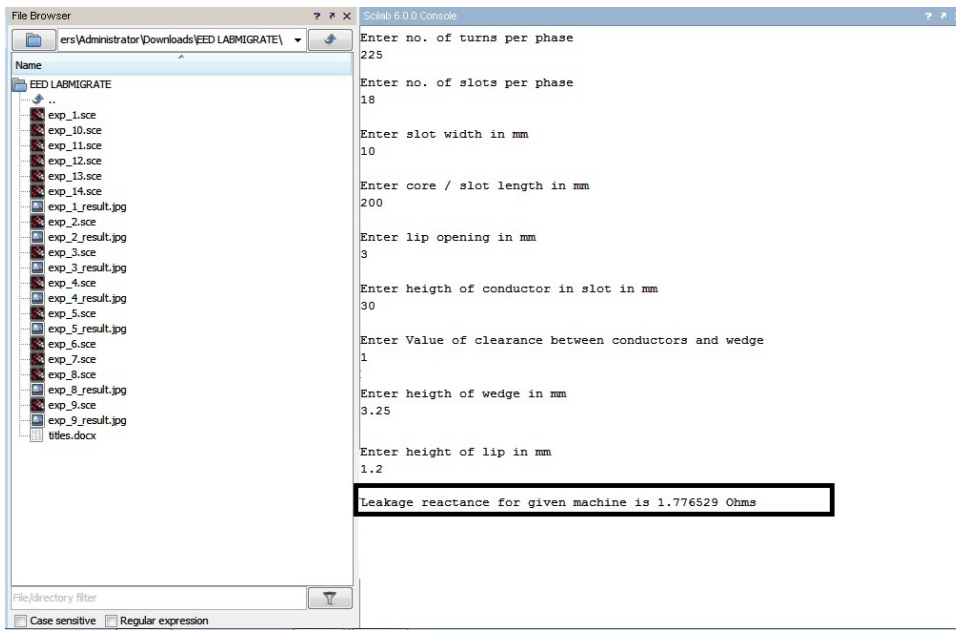 File Browser
ers\Administrator\Downloads\EED LABMIGRATE\
Name
EED LABMIGRATE
..
exp_1.sce
exp_10.sce
exp_11.sce
exp_12.sce
exp_13.sce
exp_14.sce
exp_1_result.jpg
exp_2.sce
exp_2_result.jpg
exp_3.sce
exp_3_result.jpg
exp_4.sce
exp_4_result.jpg
exp_5.sce
exp_5_result.jpg
exp_6.sce
exp_7.sce
exp_8.sce
exp_8_result.jpg
exp_9.sce
exp_9_result.jpg
titles.docx
File/directory filter
Case sensitive
Regular expression
Scilab 6.0.0 Console
Enter no. of turns per phase
225
Enter no. of slots per phase
18
Enter slot width in mm
10
Enter core / slot length in mm
200
Enter lip opening in mm
3
Enter heigth of conductor in slot in mm
30
Enter Value of clearance between conductors and wedge
1
Enter heigth of wedge in mm
3.25
Enter height of lip in mm
1.2
Leakage reactance for given machine is 1.776529 Ohms